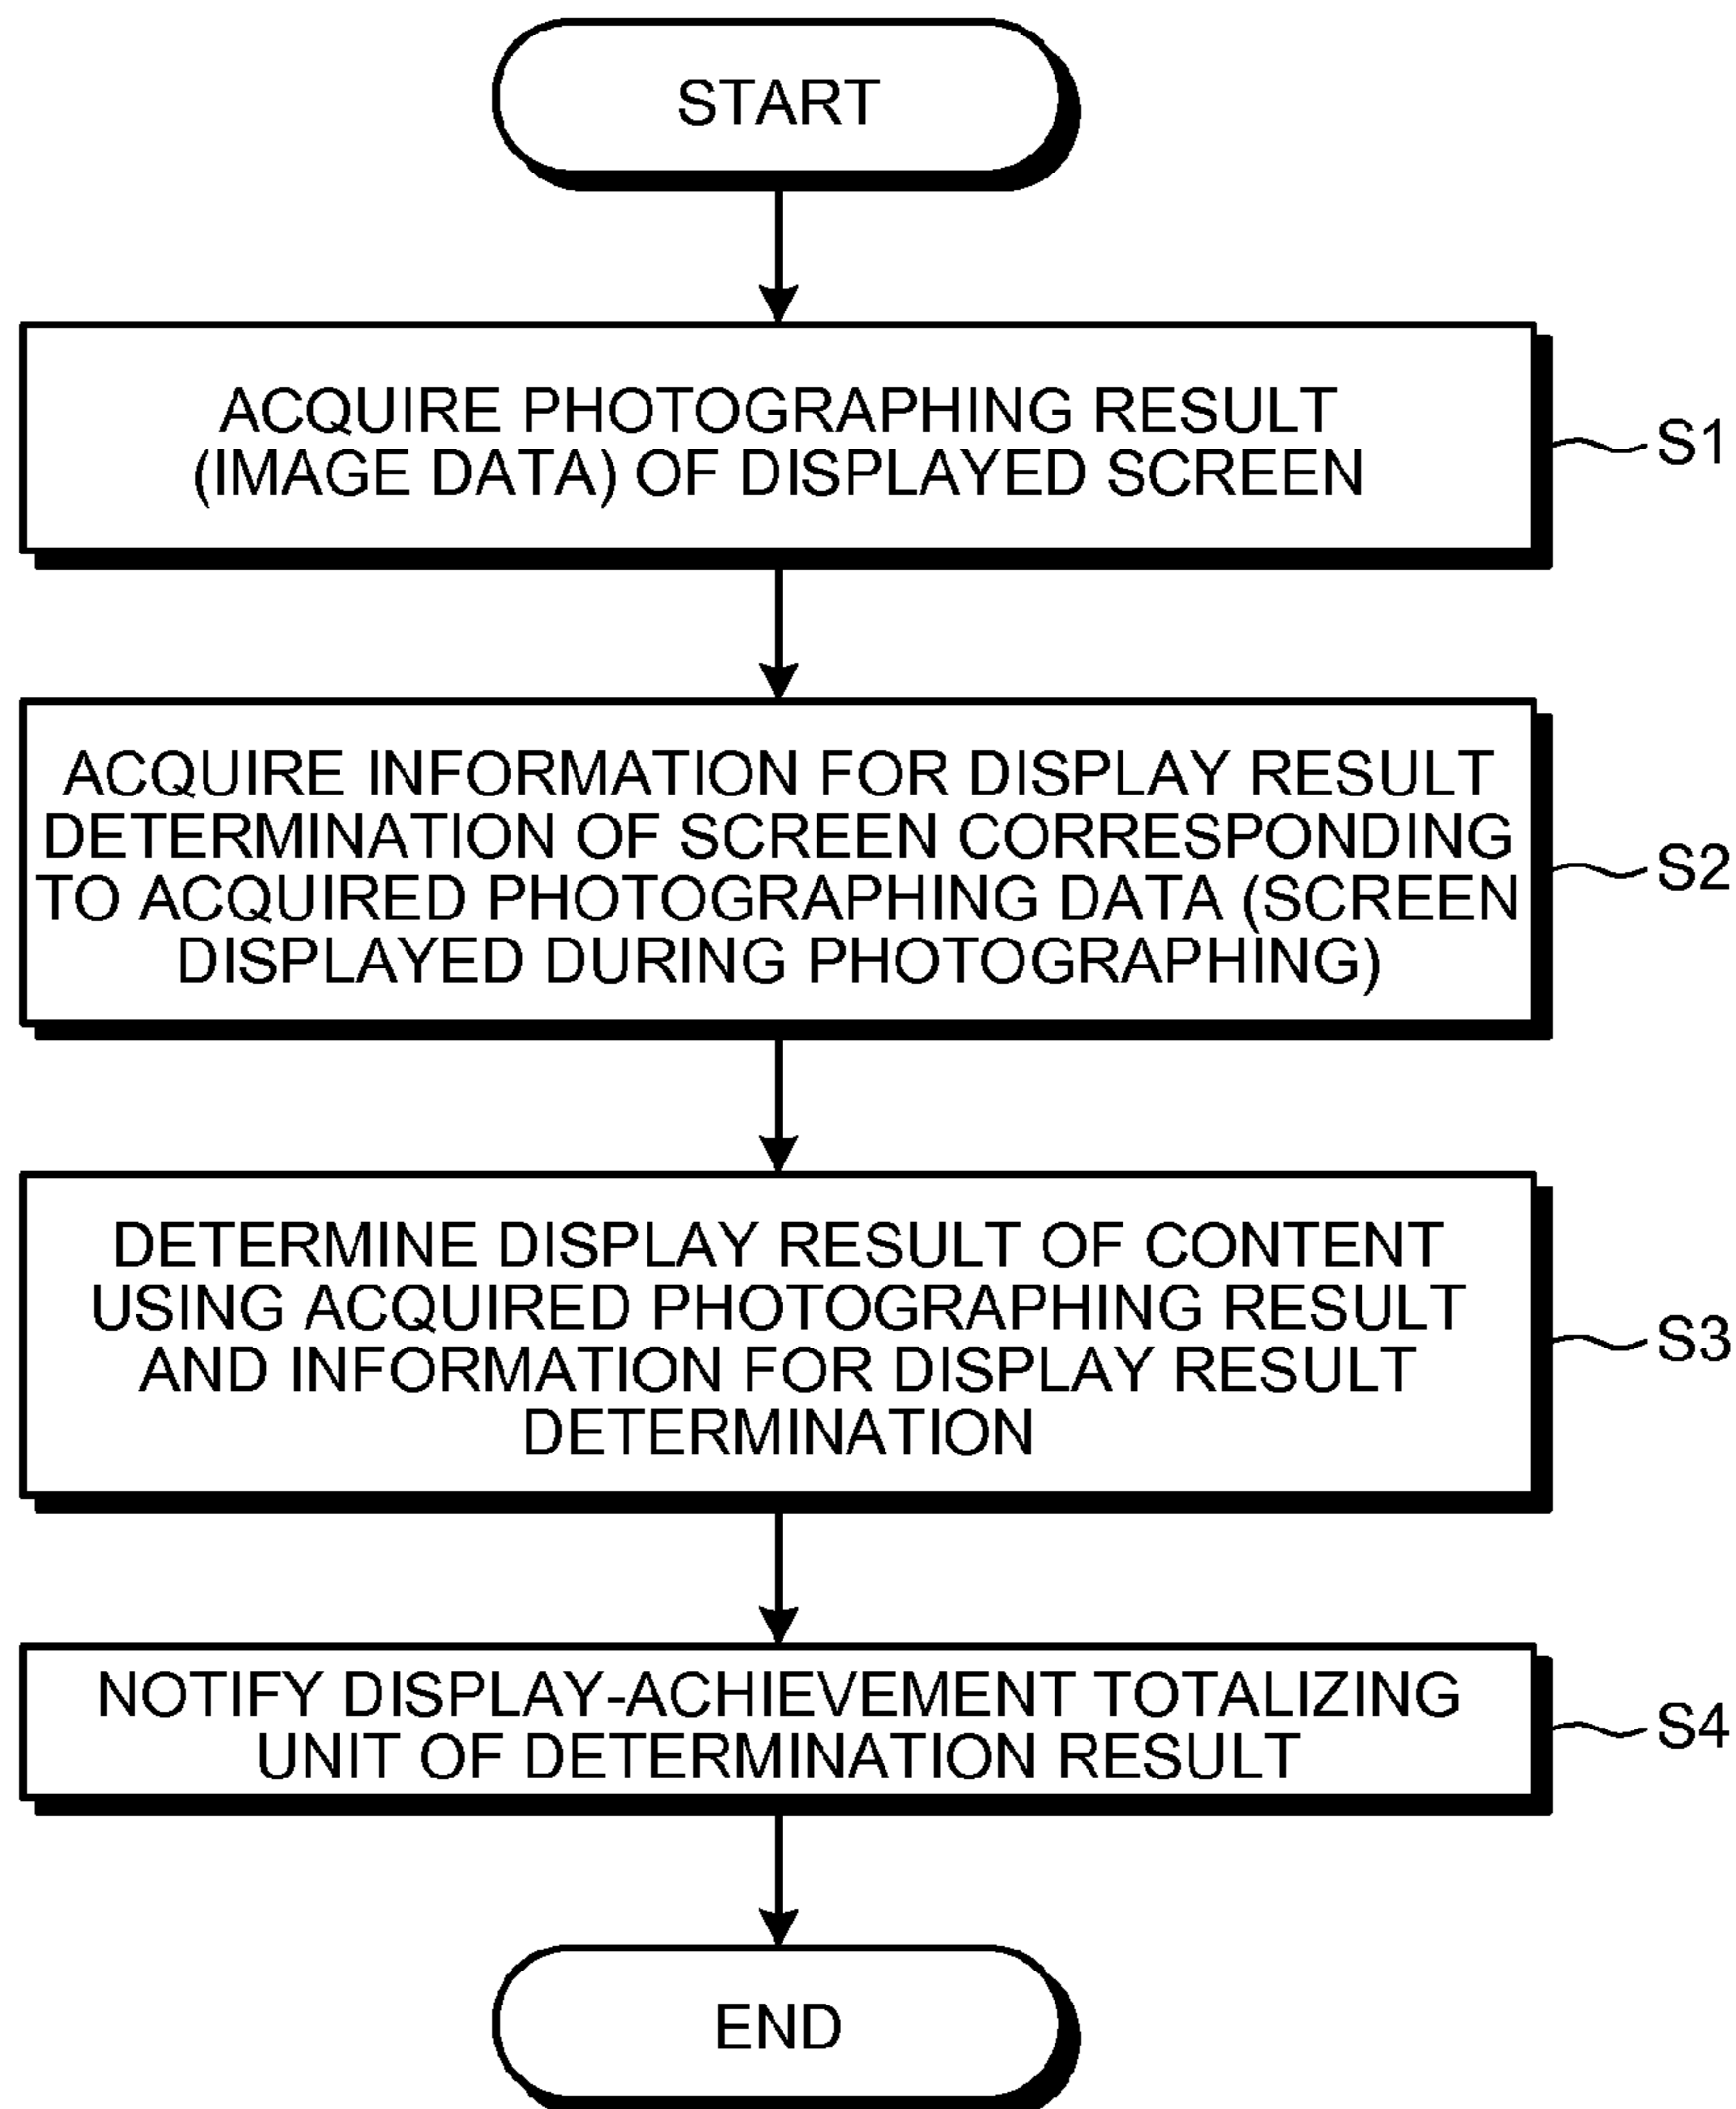 START
ACQUIRE PHOTOGRAPHING RESULT
(IMAGE DATA) OF DISPLAYED SCREEN
S1
ACQUIRE INFORMATION FOR DISPLAY RESULT
DETERMINATION OF SCREEN CORRESPONDING
TO ACQUIRED PHOTOGRAPHING DATA (SCREEN
DISPLAYED DURING PHOTOGRAPHING)
S2
DETERMINE DISPLAY RESULT OF CONTENT
USING ACQUIRED PHOTOGRAPHING RESULT
AND INFORMATION FOR DISPLAY RESULT
DETERMINATION
S3
NOTIFY DISPLAY-ACHIEVEMENT TOTALIZING
UNIT OF DETERMINATION RESULT
S4
END